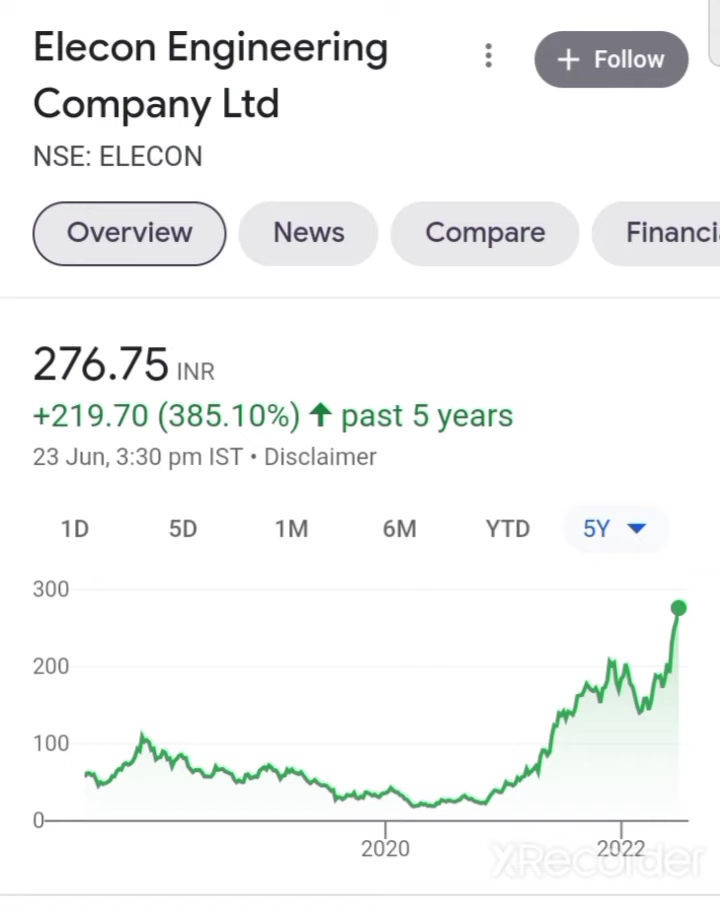 Elecon Engineering
Company Ltd
+ Follow
NSE: ELECON
Overview
News
Compare
Financi
276.75 INR
+219.70 (385.10%) ↑ past 5 years
23 Jun, 3:30 pm IST • Disclaimer
1D
5D
1M
6M
YTD
5Y
300
200
100
0
2020
2022
XRecorder